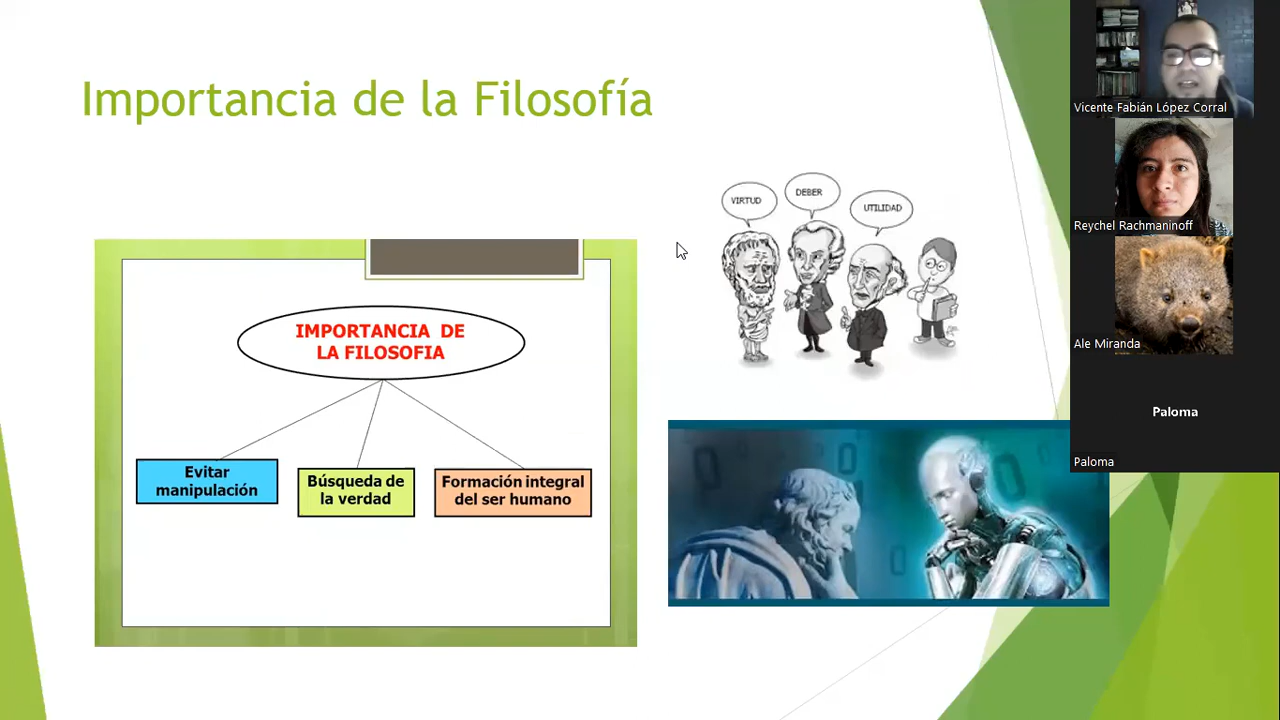 Importancia de la Filosofía
VIRTUD
DEBER
UTILIDAD
IMPORTANCIA DE
LA FILOSOFIA
Evitar
manipulación
Búsqueda de
la verdad
Formación integral
del ser humano
Vicente Fabián López Corral
Reychel Rachmaninoff
Ale Miranda
Paloma
Paloma